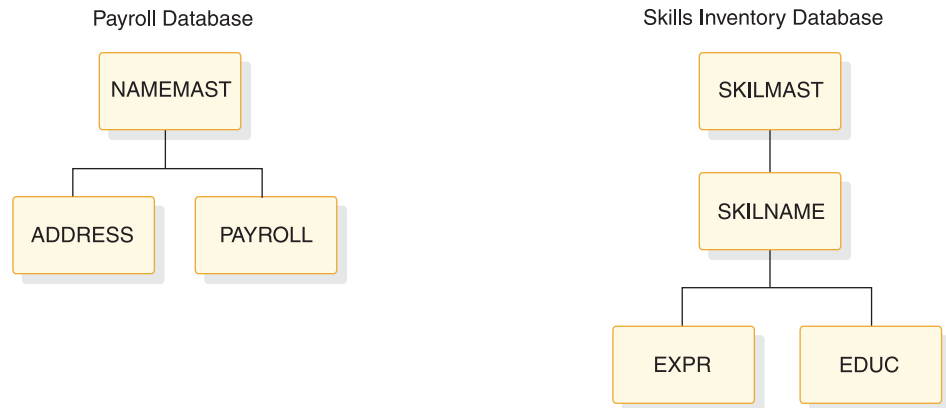 Payroll Database
NAMEMAST
ADDRESS
PAYROLL
Skills Inventory Database
SKILMAST
SKILNAME
EXPR
EDUC